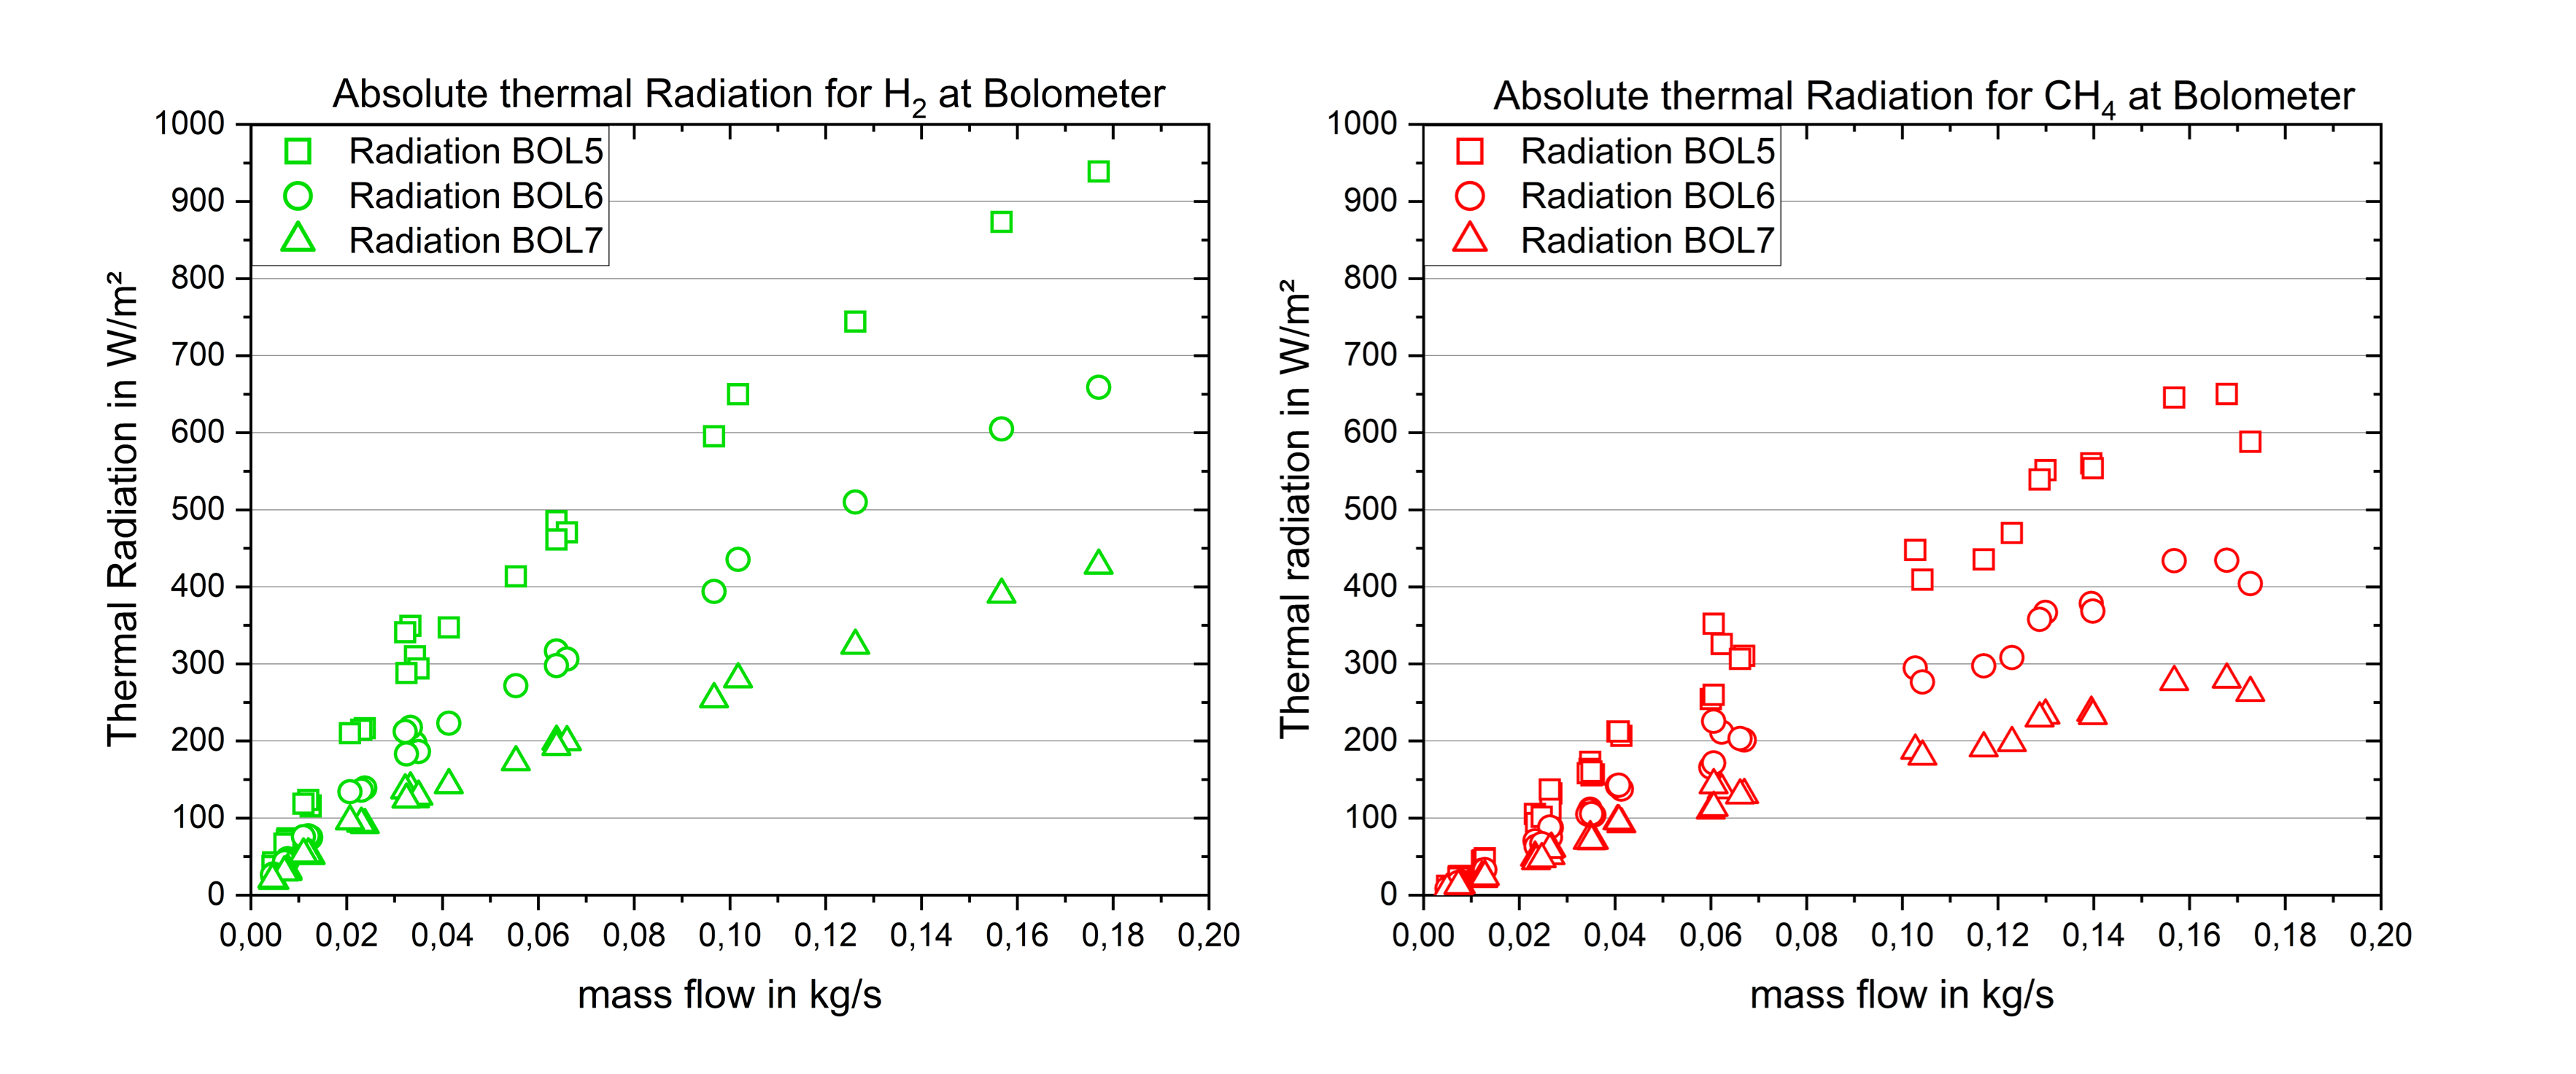 Absolute thermal Radiation for H₂ at Bolometer
Radiation BOL5
Radiation BOL6
Radiation BOL7
1000
900
800
700
600
500
400
300
200
100
0
Thermal Radiation in W/m²
0,00 0,02 0,04 0,06 0,08 0,10 0,12 0,14 0,16 0,18 0,20
mass flow in kg/s
Absolute thermal Radiation for CH₄ at Bolometer
Radiation BOL5
Radiation BOL6
Radiation BOL7
1000
900
800
700
600
500
400
300
200
100
0
Thermal radiation in W/m²
0,00 0,02 0,04 0,06 0,08 0,10 0,12 0,14 0,16 0,18 0,20
mass flow in kg/s